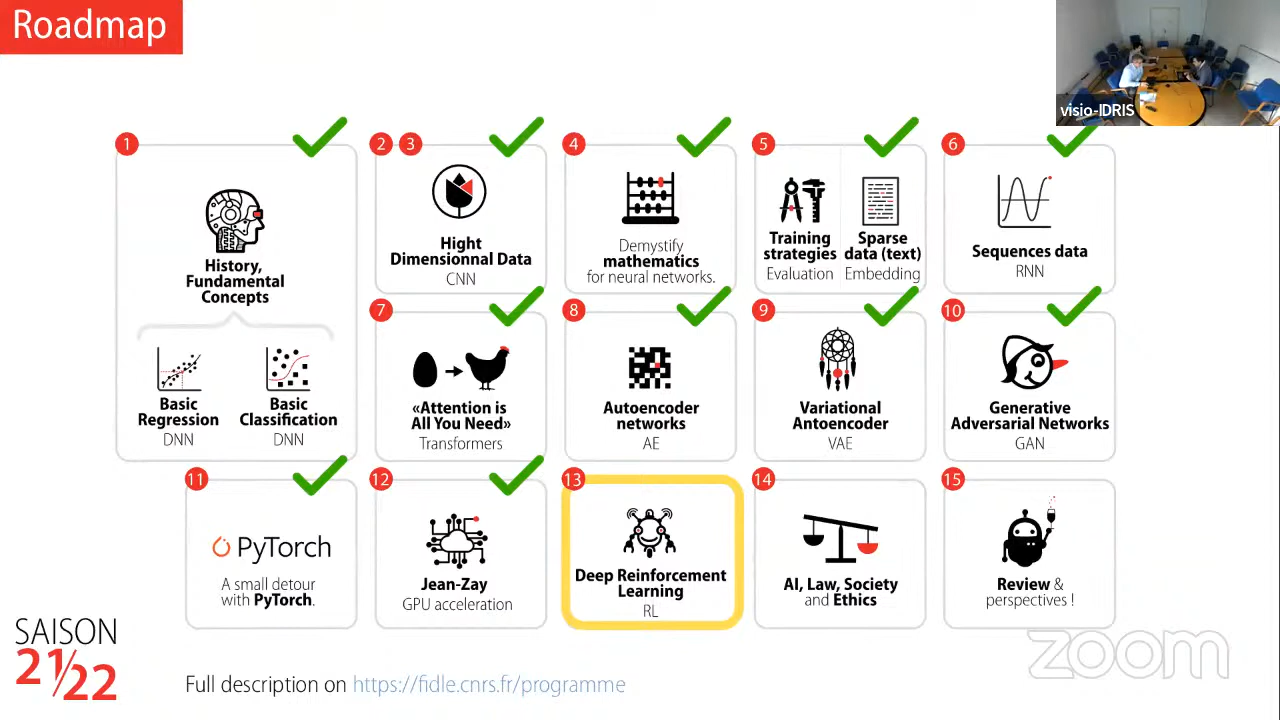 Roadmap
visio-IDRIS
1
History,
Fundamental
Concepts
Basic
Regression
DNN
Basic
Classification
DNN
2 3
Hight
Dimensionnal Data
CNN
4
Demystify
mathematics
for neural networks.
5
Training
strategies
Evaluation
Sparse
data (text)
Embedding
6
Sequences data
RNN
7
«Attention is
All You Need»
Transformers
8
Autoencoder
networks
AE
9
Variational
Antoencoder
VAE
10
Generative
Adversarial Networks
GAN
11
PyTorch
A small detour
with PyTorch.
12
Jean-Zay
GPU acceleration
13
Deep Reinforcement
Learning
RL
14
AI, Law, Society
and Ethics
15
Review &
perspectives !
SAISON
21/22
Full description on https://fidle.cnrs.fr/programme
zoom